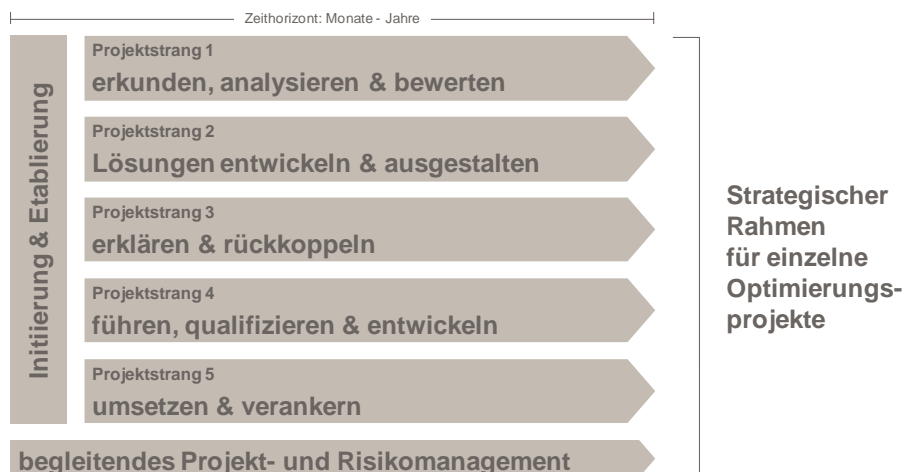 Zeithorizont: Monate - Jahre
Initiierung & Etablierung
Projektstrang 1
erkunden, analysieren & bewerten
Projektstrang 2
Lösungen entwickeln & ausgestalten
Projektstrang 3
erklären & rückkoppeln
Projektstrang 4
führen, qualifizieren & entwickeln
Projektstrang 5
umsetzen & verankern
begleitendes Projekt- und Risikomanagement
Strategischer
Rahmen
für einzelne
Optimierungs-
projekte